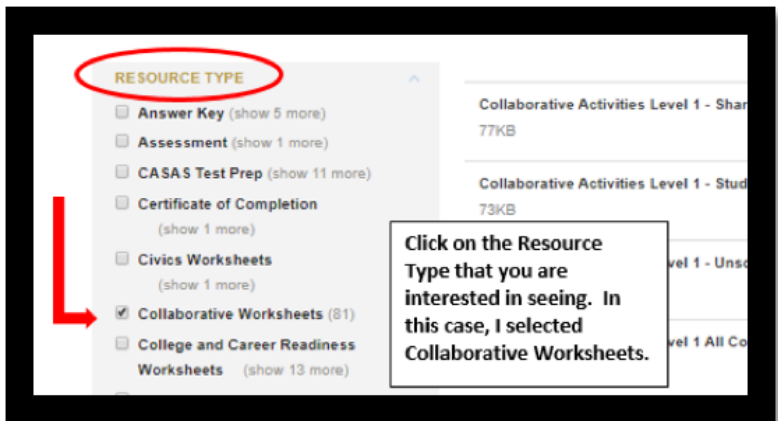 RESOURCE TYPE
Answer Key (show 5 more)
Assessment (show 1 more)
CASAS Test Prep (show 11 more)
Certificate of Completion
(show 1 more)
Civics Worksheets
(show 1 more)
Collaborative Worksheets (81)
College and Career Readiness
Worksheets (show 13 more)
Collaborative Activities Level 1 - Shar
77KB
Collaborative Activities Level 1 - Stud
73KB
vel 1 - Unsc
vel 1 All Co
Click on the Resource
Type that you are
interested in seeing. In
this case, I selected
Collaborative Worksheets.